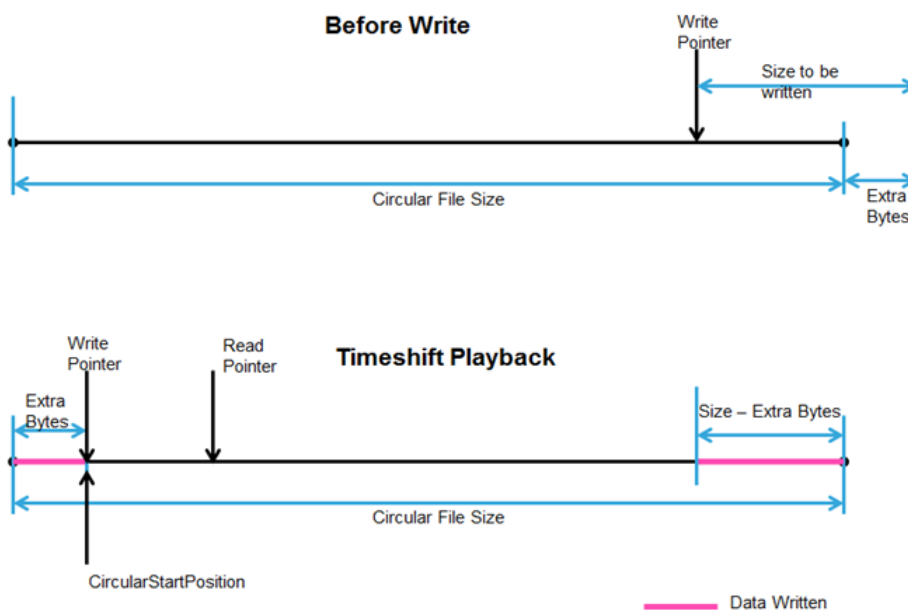 Before Write
Write
Pointer
Size to be
written
Circular File Size
Extra
Bytes
Timeshift Playback
Write
Pointer
Read
Pointer
Extra
Bytes
Size – Extra Bytes
Circular File Size
CircularStartPosition
Data Written